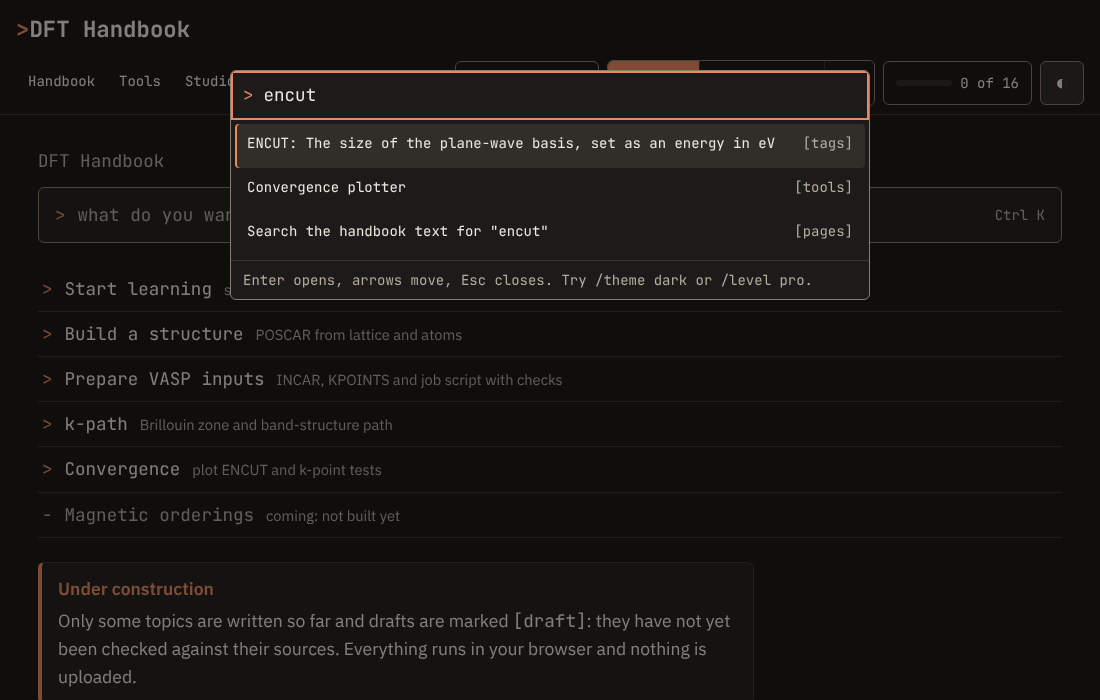 >DFT Handbook
Handbook Tools Studio
0 of 16
> encut
ENCUT: The size of the plane-wave basis, set as an energy in eV [tags]
Convergence plotter [tools]
Search the handbook text for "encut" [pages]
Enter opens, arrows move, Esc closes. Try /theme dark or /level pro.
DFT Handbook
> what do you wan
Ctrl K
> Start learning s
> Build a structure POSCAR from lattice and atoms
> Prepare VASP inputs INCAR, KPOINTS and job script with checks
> k-path Brillouin zone and band-structure path
> Convergence plot ENCUT and k-point tests
- Magnetic orderings coming: not built yet
Under construction
Only some topics are written so far and drafts are marked [draft]: they have not yet
been checked against their sources. Everything runs in your browser and nothing is
uploaded.